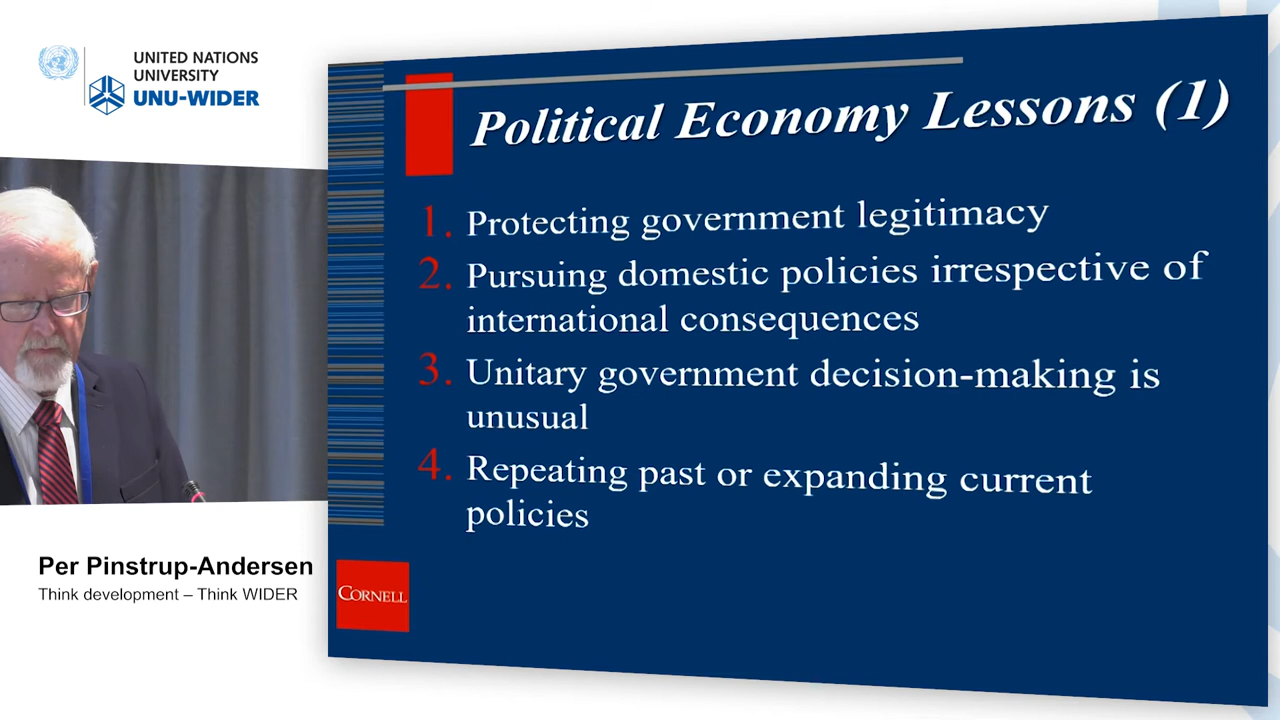 UNITED NATIONS
UNIVERSITY
UNU-WIDER
Political Economy Lessons (1)
1. Protecting government legitimacy
2. Pursuing domestic policies irrespective of
international consequences
3. Unitary government decision-making is
unusual
4. Repeating past or expanding current
policies
CORNELL
Per Pinstrup-Andersen
Think development – Think WIDER